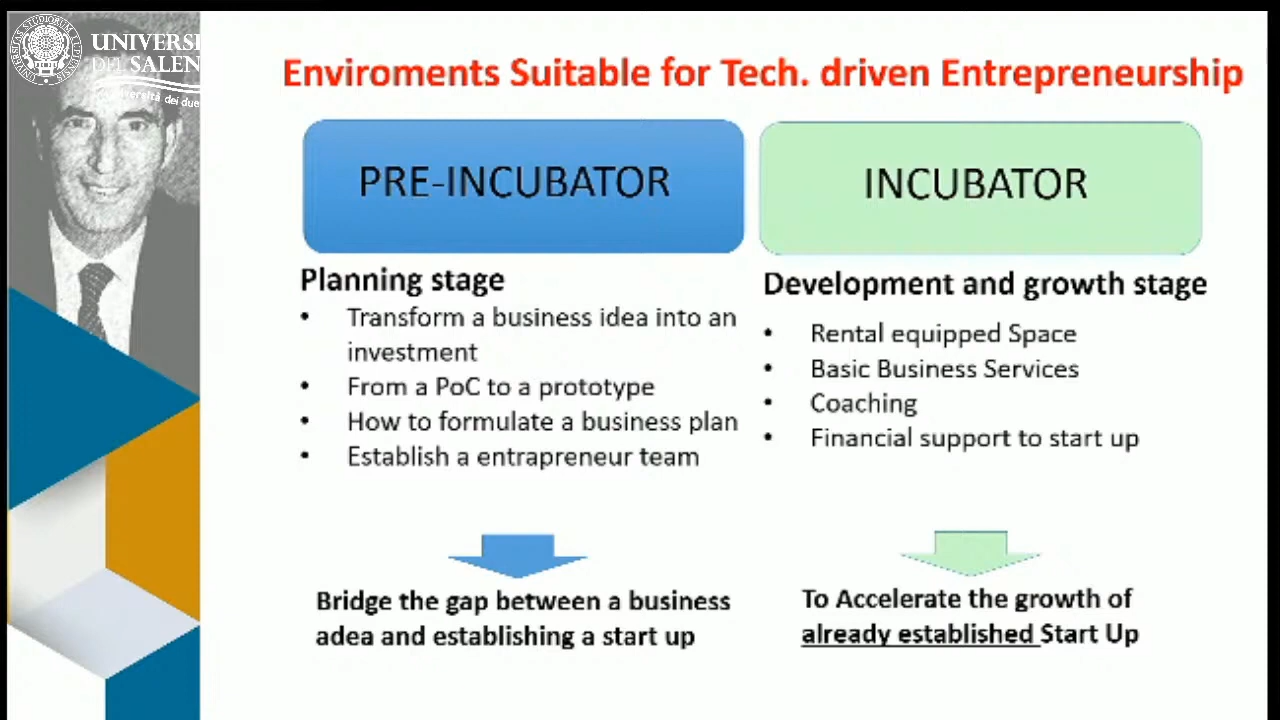 UNIVERSI
DEL SALEN
Enviroments Suitable for Tech. driven Entrepreneurship
PRE-INCUBATOR
Planning stage
• Transform a business idea into an
investment
• From a PoC to a prototype
• How to formulate a business plan
• Establish a entrapreneur team
Bridge the gap between a business
adea and establishing a start up
INCUBATOR
Development and growth stage
• Rental equipped Space
• Basic Business Services
• Coaching
• Financial support to start up
To Accelerate the growth of
already established Start Up